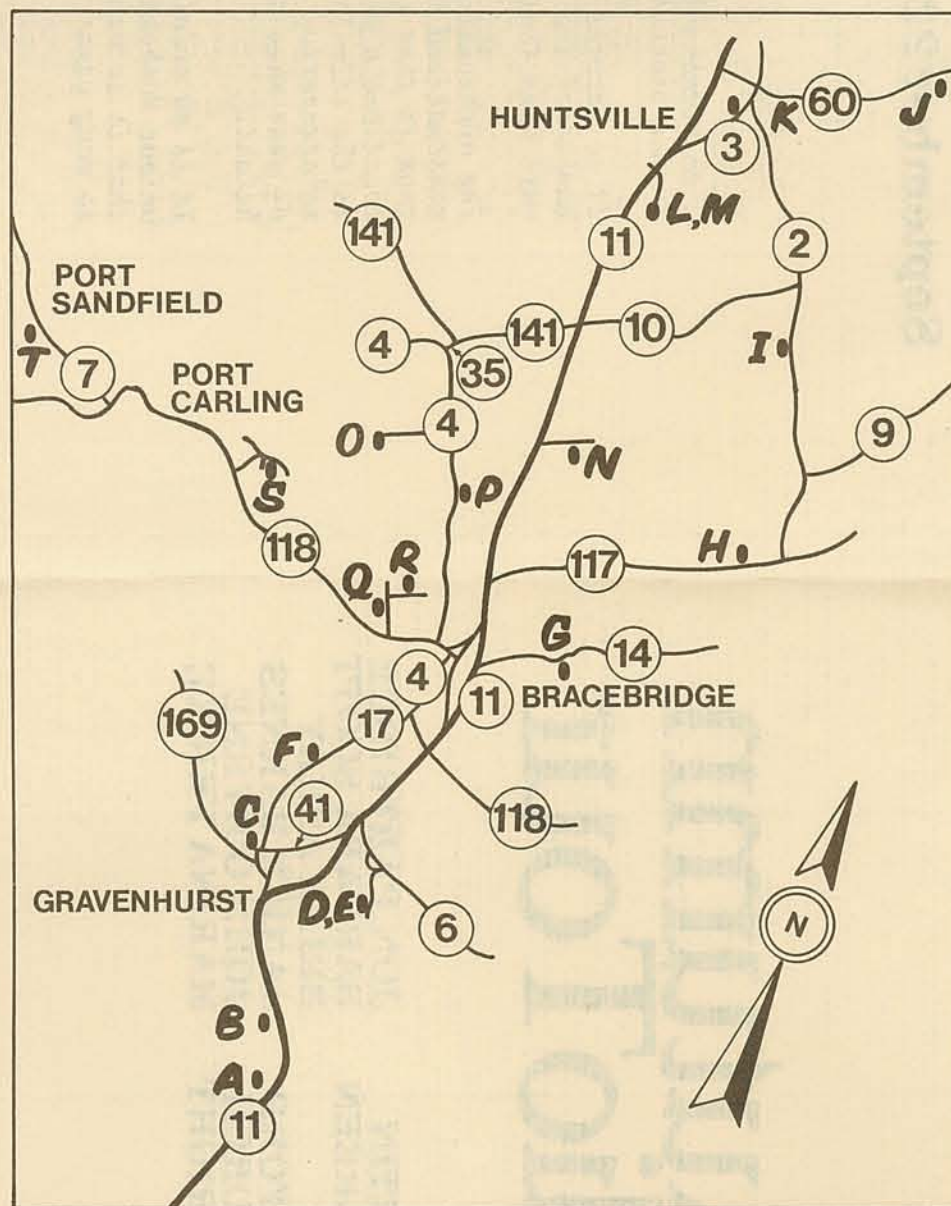 HUNTSVILLE
K
60
J
3
L,M
141
11
2
PORT
SANDFIELD
4
141
10
T
7
35
I
PORT
CARLING
4
O
N
9
S
P
118
Q
R
117
H
G
14
4
11
BRACEBRIDGE
169
17
F
C
41
118
GRAVENHURST
D,E
6
N
B
A
11